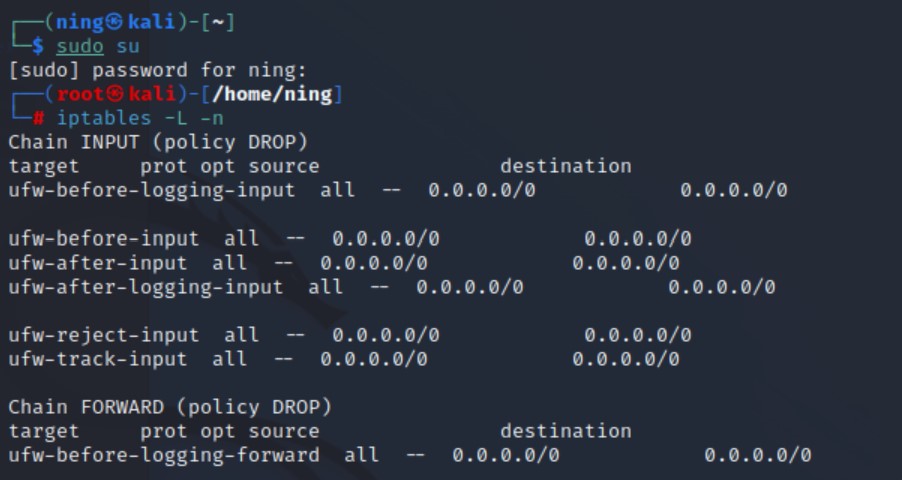 ┌──(ning㉿kali)-[~]
└─$ sudo su
[sudo] password for ning:
┌──(root㉿kali)-[/home/ning]
└─# iptables -L -n
Chain INPUT (policy DROP)
target     prot opt source               destination
ufw-before-logging-input  all  --  0.0.0.0/0            0.0.0.0/0
ufw-before-input  all  --  0.0.0.0/0            0.0.0.0/0
ufw-after-input  all  --  0.0.0.0/0            0.0.0.0/0
ufw-after-logging-input  all  --  0.0.0.0/0            0.0.0.0/0
ufw-reject-input  all  --  0.0.0.0/0            0.0.0.0/0
ufw-track-input  all  --  0.0.0.0/0            0.0.0.0/0
Chain FORWARD (policy DROP)
target     prot opt source               destination
ufw-before-logging-forward  all  --  0.0.0.0/0            0.0.0.0/0